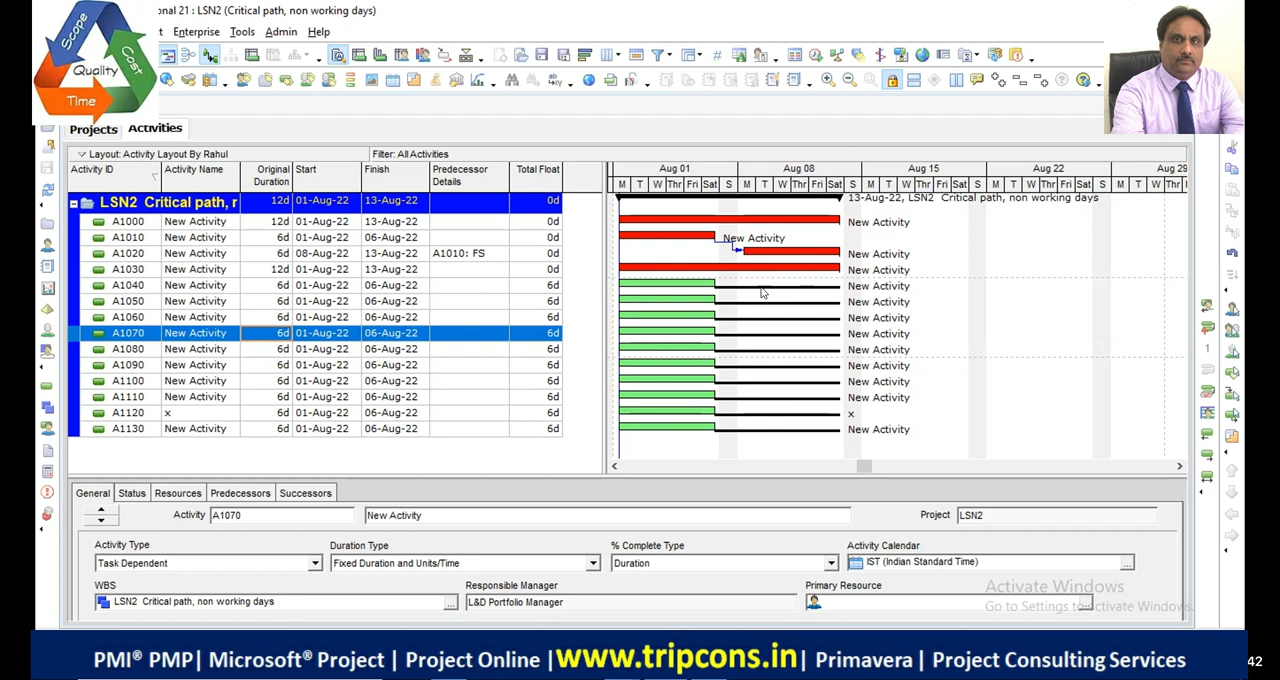 onal 21 : LSN2 (Critical path, non working days)
Scope
Cost
Quality
Time
t Enterprise Tools Admin Help
Projects Activities
Layout: Activity Layout By Rahul Filter: All Activities
Activity ID Activity Name Original Duration Start Finish Predecessor Details Total Float
Aug 01 Aug 08 Aug 15 Aug 22 Aug 29
M T W Thr Fri Sat S M T W Thr Fri Sat S M T W Thr Fri Sat S M T W Thr Fri Sat S M T W Thr F
LSN2 Critical path, r 12d 01-Aug-22 13-Aug-22 0d 13-Aug-22, LSN2 Critical path, non working days
A1000 New Activity 12d 01-Aug-22 13-Aug-22 0d New Activity
A1010 New Activity 6d 01-Aug-22 06-Aug-22 0d New Activity
A1020 New Activity 6d 08-Aug-22 13-Aug-22 A1010: FS 0d New Activity
A1030 New Activity 12d 01-Aug-22 13-Aug-22 0d New Activity
A1040 New Activity 6d 01-Aug-22 06-Aug-22 6d New Activity
A1050 New Activity 6d 01-Aug-22 06-Aug-22 6d New Activity
A1060 New Activity 6d 01-Aug-22 06-Aug-22 6d New Activity
A1070 New Activity 6d 01-Aug-22 06-Aug-22 6d New Activity
A1080 New Activity 6d 01-Aug-22 06-Aug-22 6d New Activity
A1090 New Activity 6d 01-Aug-22 06-Aug-22 6d New Activity
A1100 New Activity 6d 01-Aug-22 06-Aug-22 6d New Activity
A1110 New Activity 6d 01-Aug-22 06-Aug-22 6d New Activity
A1120 x 6d 01-Aug-22 06-Aug-22 6d x
A1130 New Activity 6d 01-Aug-22 06-Aug-22 6d New Activity
General Status Resources Predecessors Successors
Activity A1070 New Activity Project LSN2
Activity Type Duration Type % Complete Type Activity Calendar
Task Dependent Fixed Duration and Units/Time Duration IST (Indian Standard Time)
WBS Responsible Manager Primary Resource
LSN2 Critical path, non working days L&D Portfolio Manager
Activate Windows
Go to Settings to activate Windows.
PMI® PMP| Microsoft® Project | Project Online |www.tripcons.in| Primavera | Project Consulting Services
42